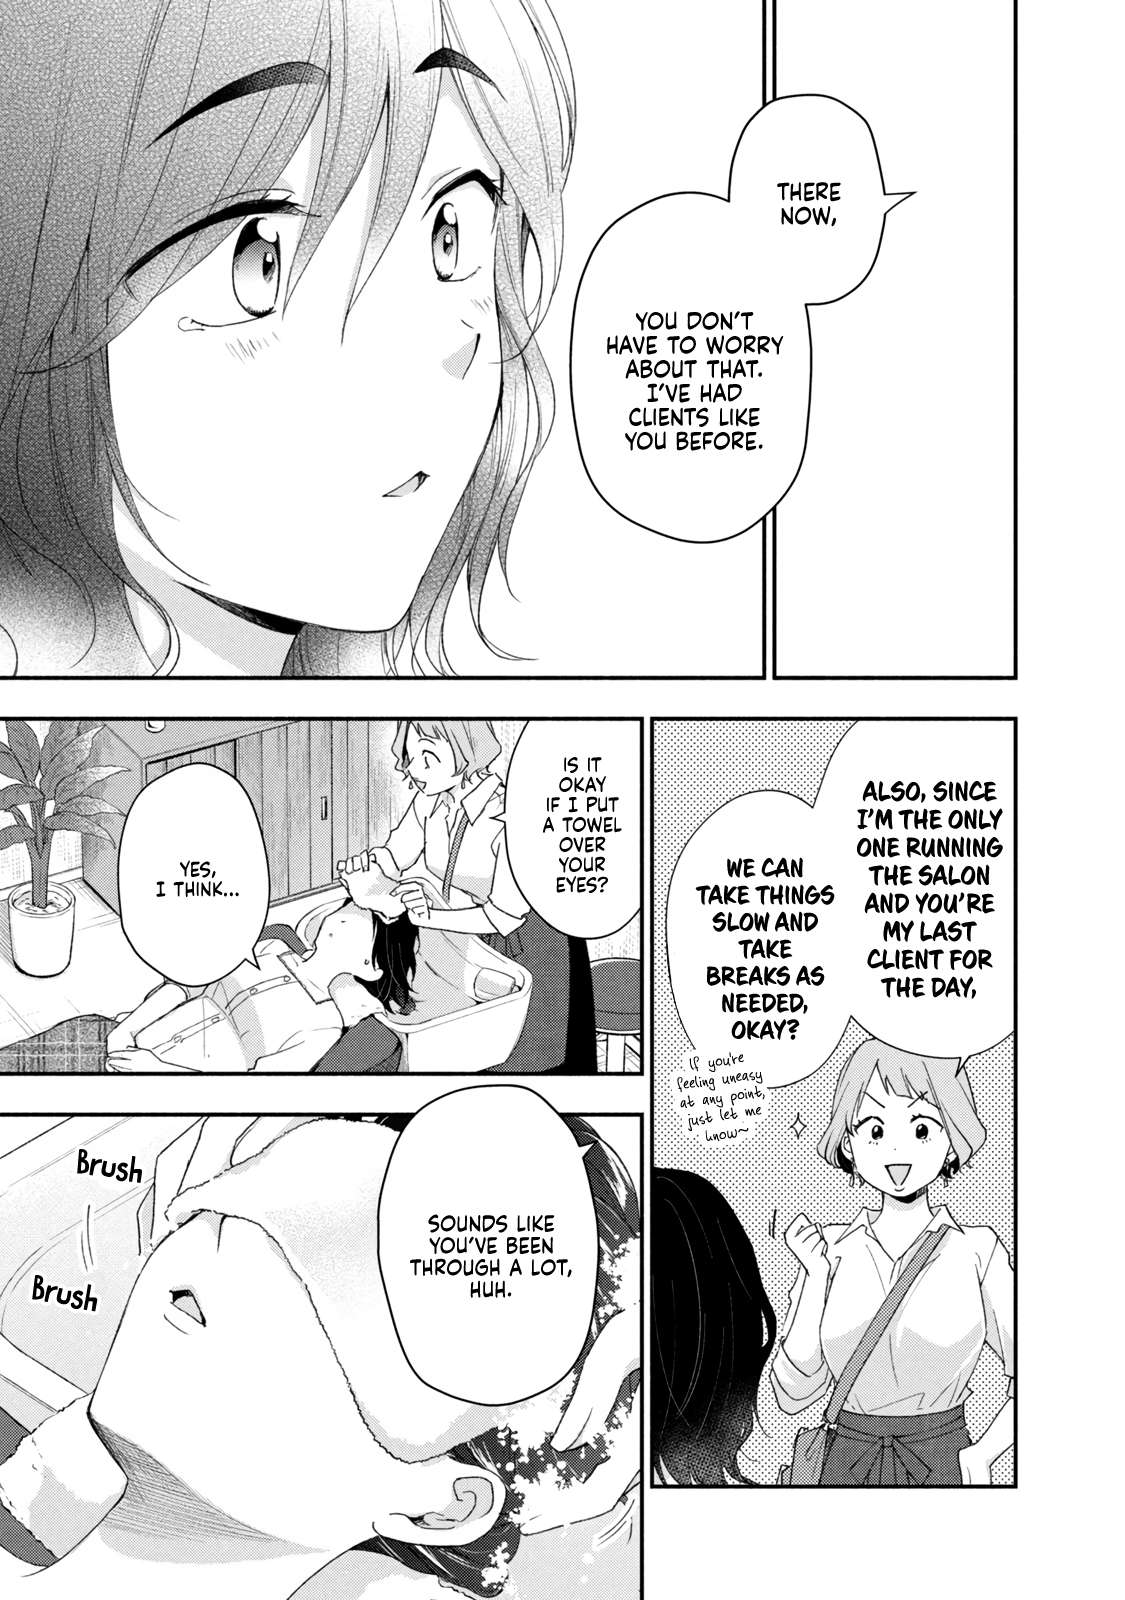 THERE
NOW,
YOU DON'T
HAVE TO WORRY
ABOUT THAT.
I'VE HAD
CLIENTS LIKE
YOU BEFORE.
ALSO, SINCE
I'M THE ONLY
ONE RUNNING
THE SALON
AND YOU'RE
MY LAST
CLIENT FOR
THE DAY,
WE CAN
TAKE THINGS
SLOW AND
TAKE
BREAKS AS
NEEDED,
OKAY?
If you're
feeling uneasy
at any point,
just let me
know~
IS IT
OKAY
IF I PUT
A TOWEL
OVER
YOUR
EYES?
YES,
I THINK...
Brush
Brush
SOUNDS LIKE
YOU'VE BEEN
THROUGH A LOT,
HUH.